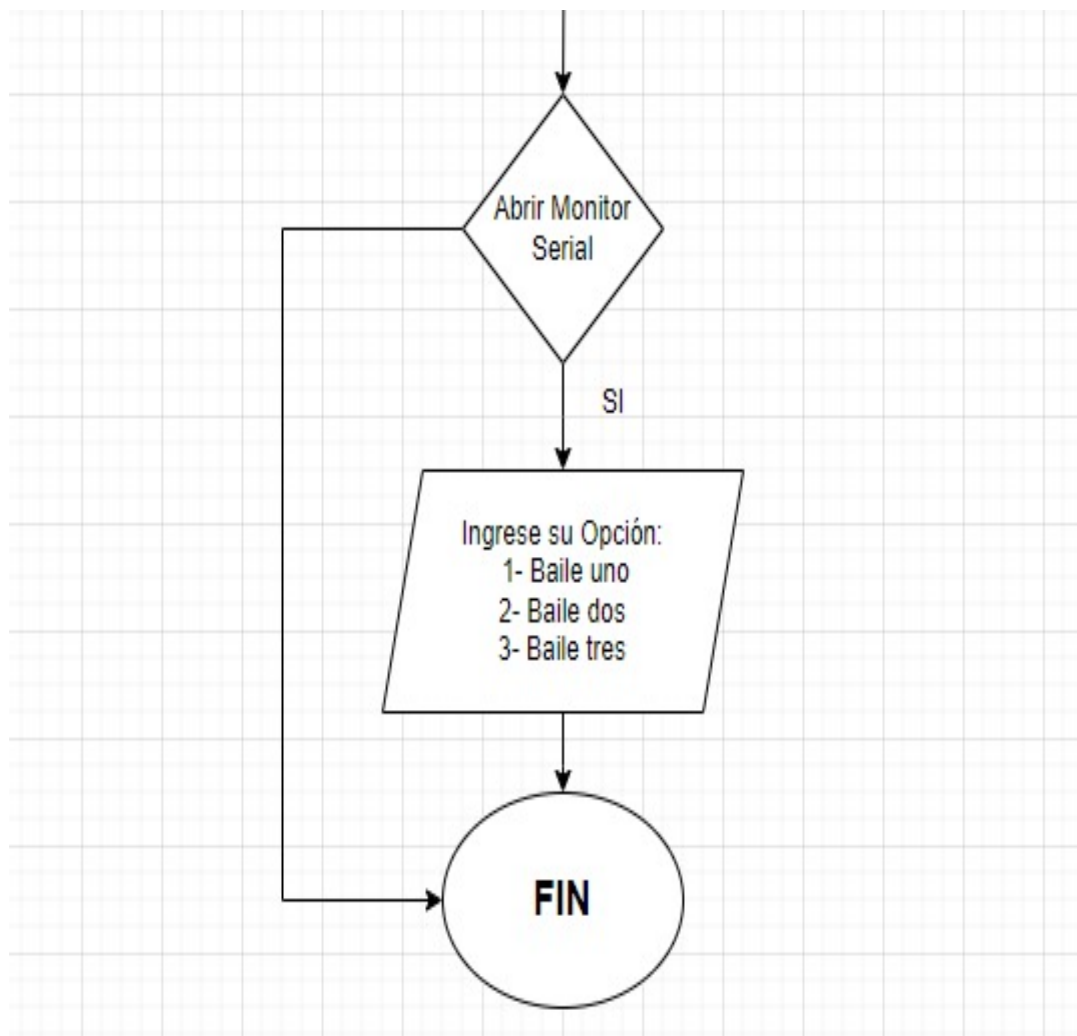 Abrir Monitor
Serial
SI
Ingrese su Opción:
1- Baile uno
2- Baile dos
3- Baile tres
FIN